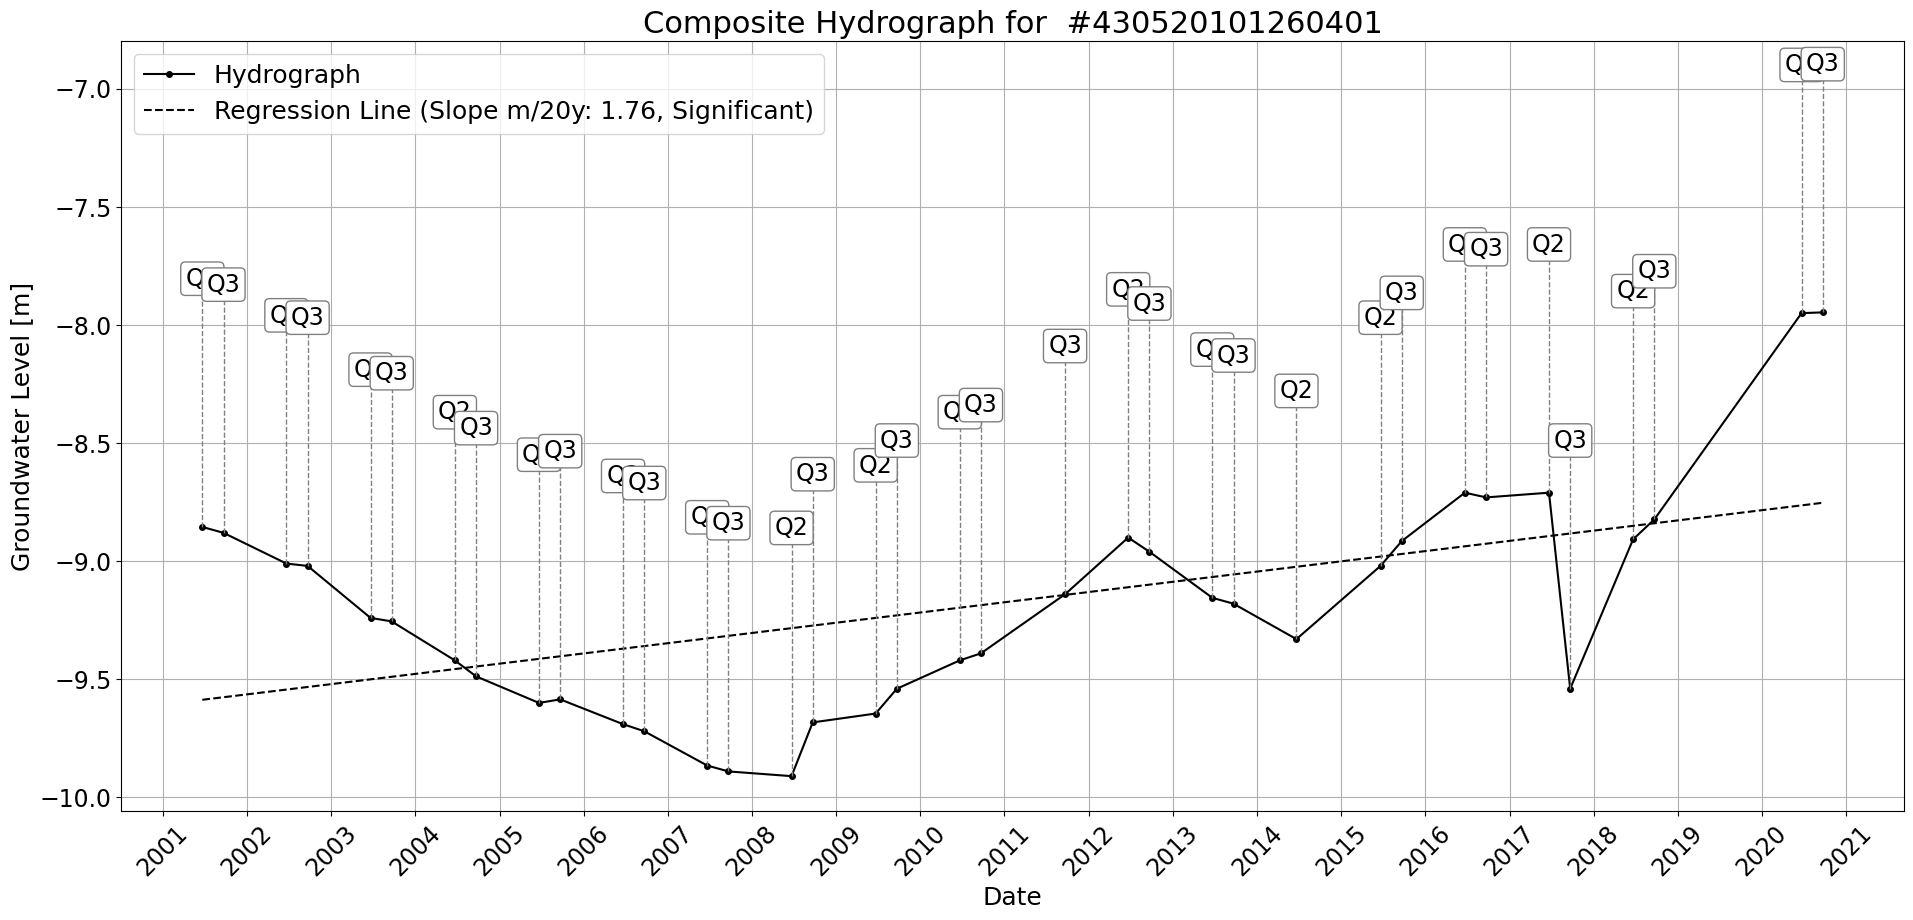 Composite Hydrograph for #430520101260401
Hydrograph
Regression Line (Slope m/20y: 1.76, Significant)
Groundwater Level [m]
−7.0
−7.5
−8.0
−8.5
−9.0
−9.5
−10.0
Q Q3
Q Q3
Q Q3
Q2 Q3
Q Q3
Q Q3
Q Q3
Q2 Q3
Q2 Q3
Q Q3
Q3
Q2 Q3
Q Q3
Q2
Q2 Q3
Q Q3
Q2 Q3
Q2 Q3
Q Q3
2001 2002 2003 2004 2005 2006 2007 2008 2009 2010 2011 2012 2013 2014 2015 2016 2017 2018 2019 2020 2021
Date